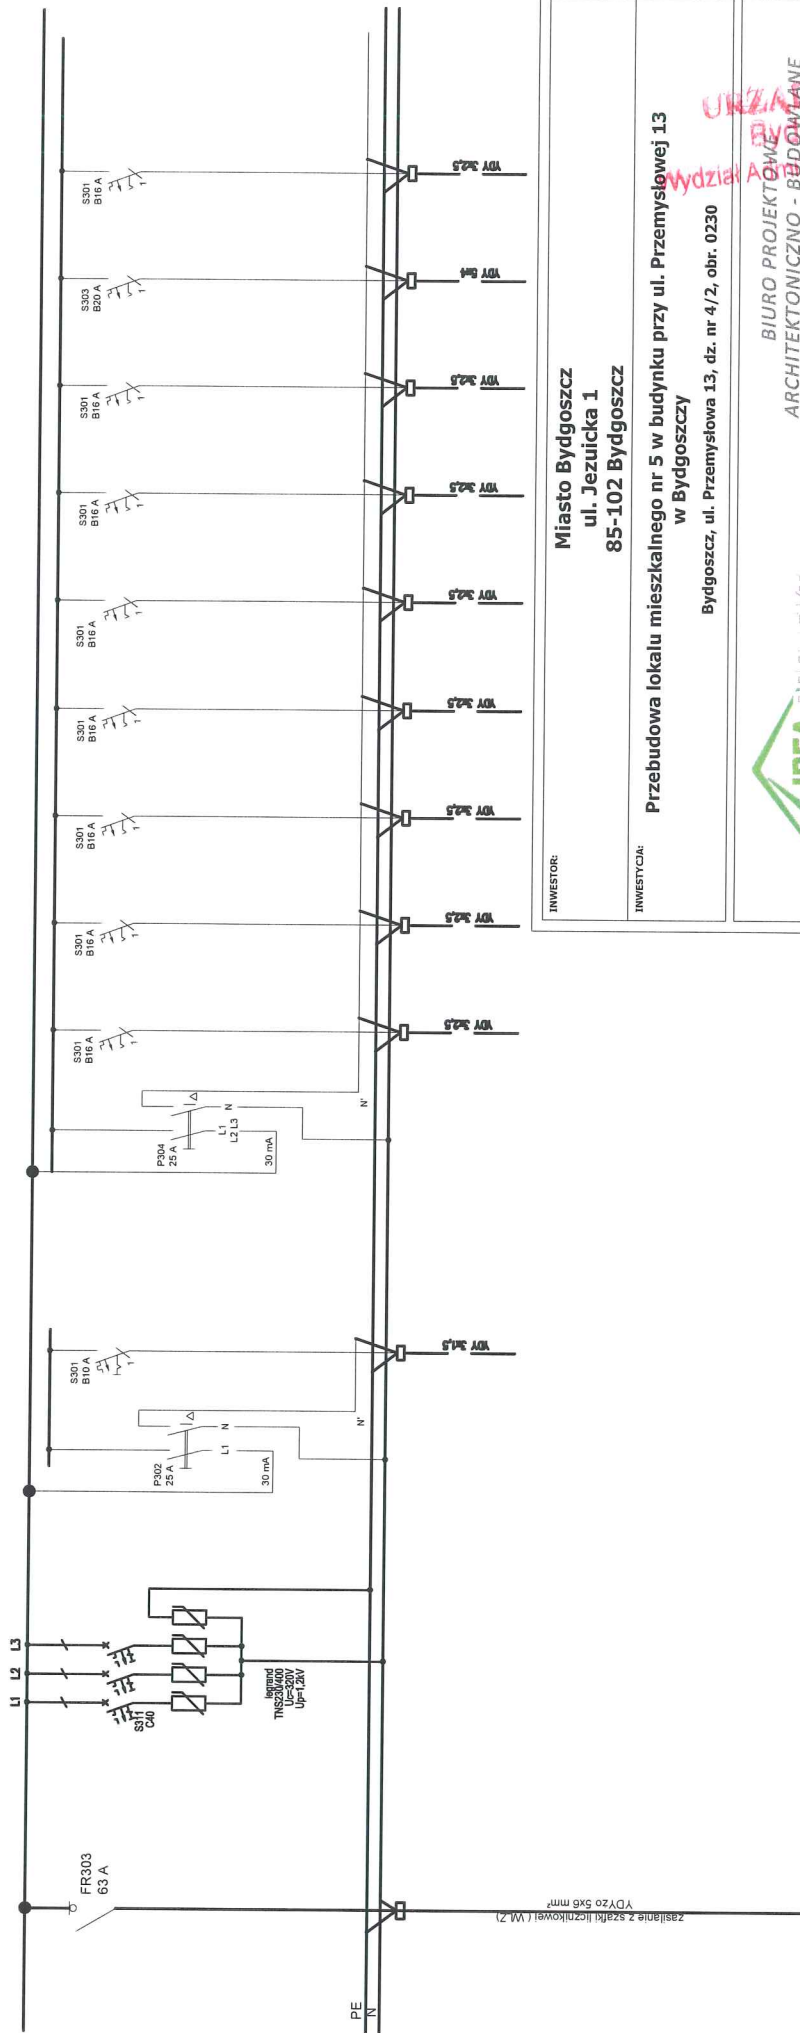 PE
N
FR303
63 A
zasilanie z szafki licznikowej ( WLZ)
YDYżo 5x6 mm²
L1
L2
L3
S311
C40
legrand
TNS230/400
Uc=320V
Up=1,2kV
P302
25 A
L1
N
30 mA
N'
S301
B10 A
YDY 3x1,5
P304
25 A
L1
L2 L3
N
30 mA
N'
S301
B16 A
YDY 3x2,5
S301
B16 A
YDY 3x2,5
S301
B16 A
YDY 3x2,5
S301
B16 A
YDY 3x2,5
S301
B16 A
YDY 3x2,5
S301
B16 A
YDY 3x2,5
S301
B16 A
YDY 3x2,5
S303
B20 A
YDY 5x4
S301
B16 A
YDY 3x2,5
INWESTOR:
Miasto Bydgoszcz
ul. Jezuicka 1
85-102 Bydgoszcz
INWESTYCJA:
Przebudowa lokalu mieszkalnego nr 5 w budynku przy ul. Przemysłowej 13
w Bydgoszczy
Bydgoszcz, ul. Przemysłowa 13, dz. nr 4/2, obr. 0230
BIURO PROJEKTOWE
ARCHITEKTONICZNO - BUDOWLANE
Wydział